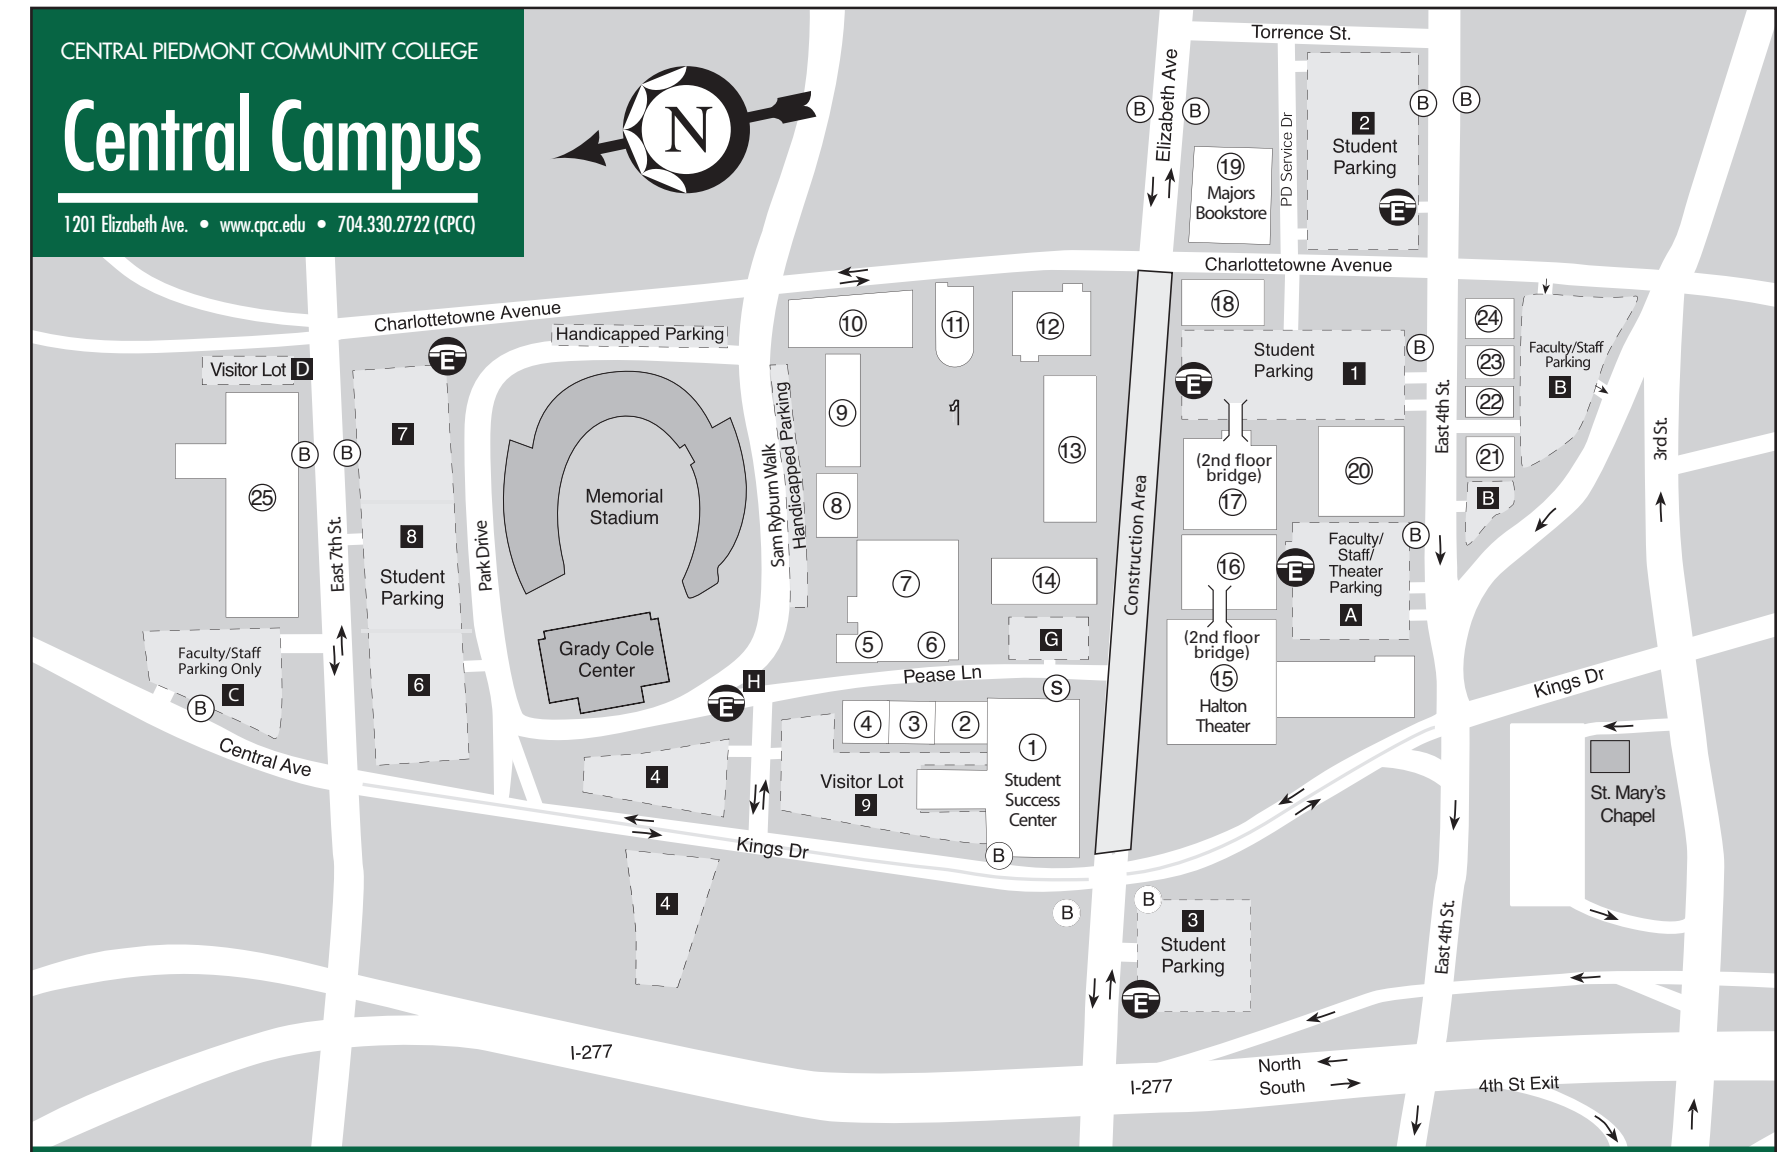 CENTRAL PIEDMONT COMMUNITY COLLEGE
Central Campus
1201 Elizabeth Ave. • www.cpcc.edu • 704.330.2722 (CPCC)
N
Torrence St.
Elizabeth Ave
B
B
B
B
PD Service Dr
2
Student
Parking
E
19
Majors
Bookstore
Charlottetowne Avenue
Charlottetowne Avenue
Handicapped Parking
Visitor Lot D
E
10
11
12
18
Student
Parking
1
E
B
24
23
22
21
Faculty/Staff
Parking
B
B
East 4th St.
3rd St.
7
B
B
25
East 7th St.
8
Student
Parking
6
Park Drive
Memorial
Stadium
Sam Ryburn Walk
Handicapped Parking
9
8
13
Construction Area
(2nd floor
bridge)
17
20
B
7
5
6
14
G
16
E
Faculty/
Staff/
Theater
Parking
A
Faculty/Staff
Parking Only
C
B
Grady Cole
Center
H
E
Pease Ln
S
(2nd floor
bridge)
15
Halton
Theater
Kings Dr
Central Ave
4
3
2
1
Student
Success
Center
Visitor Lot
9
4
Kings Dr
B
St. Mary's
Chapel
4
B
B
3
Student
Parking
E
East 4th St.
I-277
I-277
North
South
4th St Exit